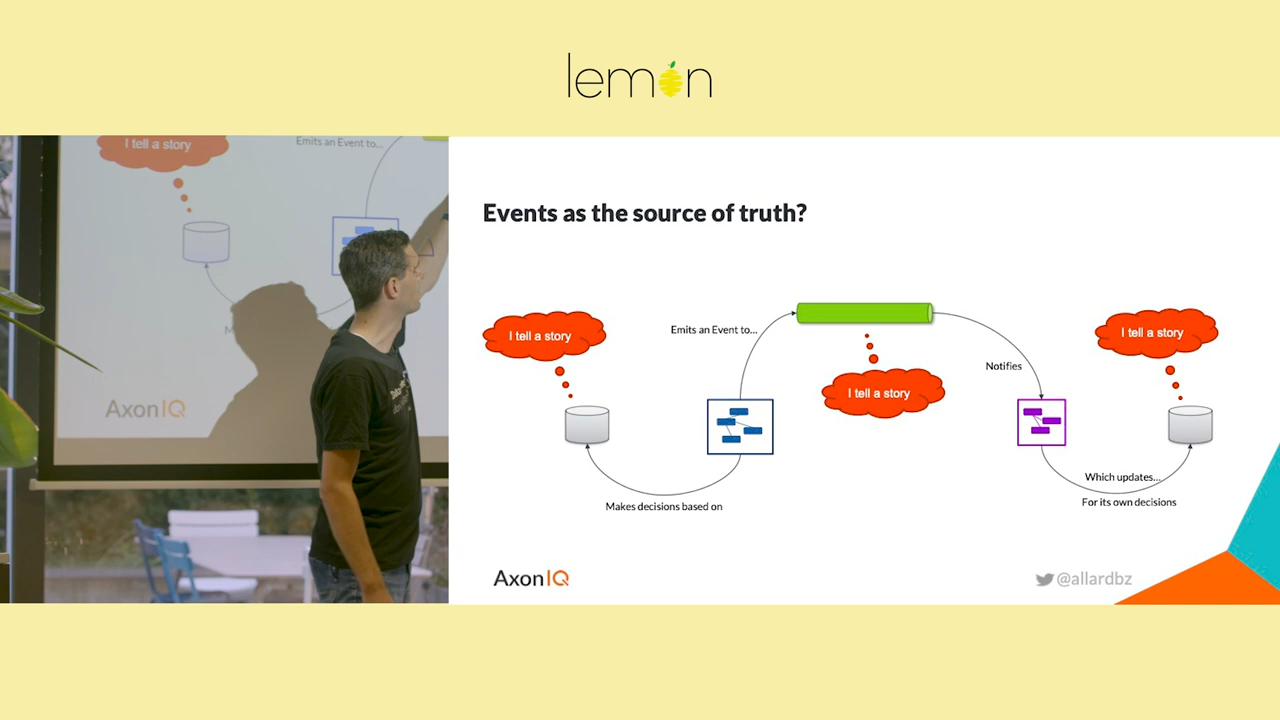 lemon
I tell a story
Emits an Event to...
AxonIQ
Events as the source of truth?
I tell a story
Emits an Event to...
I tell a story
Notifies
I tell a story
Makes decisions based on
Which updates...
For its own decisions
AxonIQ
@allardbz